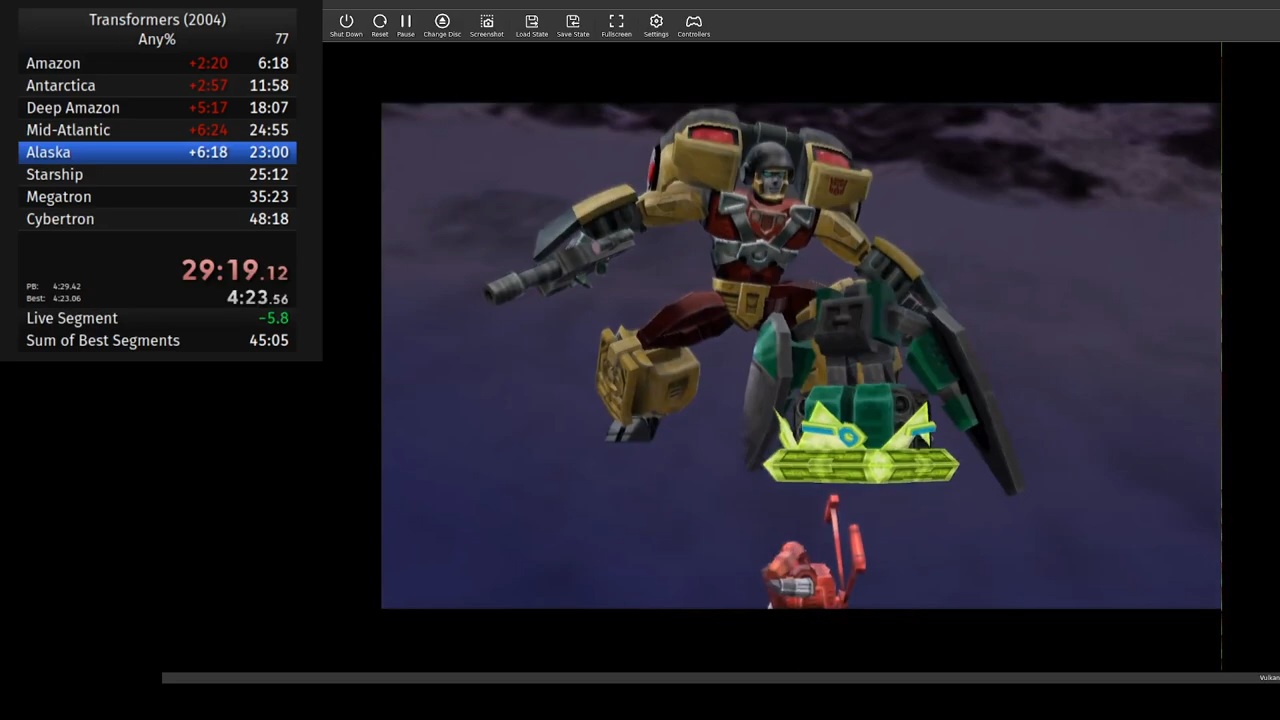 Transformers (2004)
Any% 77
Amazon +2:20 6:18
Antarctica +2:57 11:58
Deep Amazon +5:17 18:07
Mid-Atlantic +6:24 24:55
Alaska +6:18 23:00
Starship 25:12
Megatron 35:23
Cybertron 48:18
29:19.12
PB: 4:29.42
Best: 4:23.06
4:23.56
Live Segment -5.8
Sum of Best Segments 45:05
Shut Down Reset Pause Change Disc Screenshot Load State Save State Fullscreen Settings Controllers
Vulkan